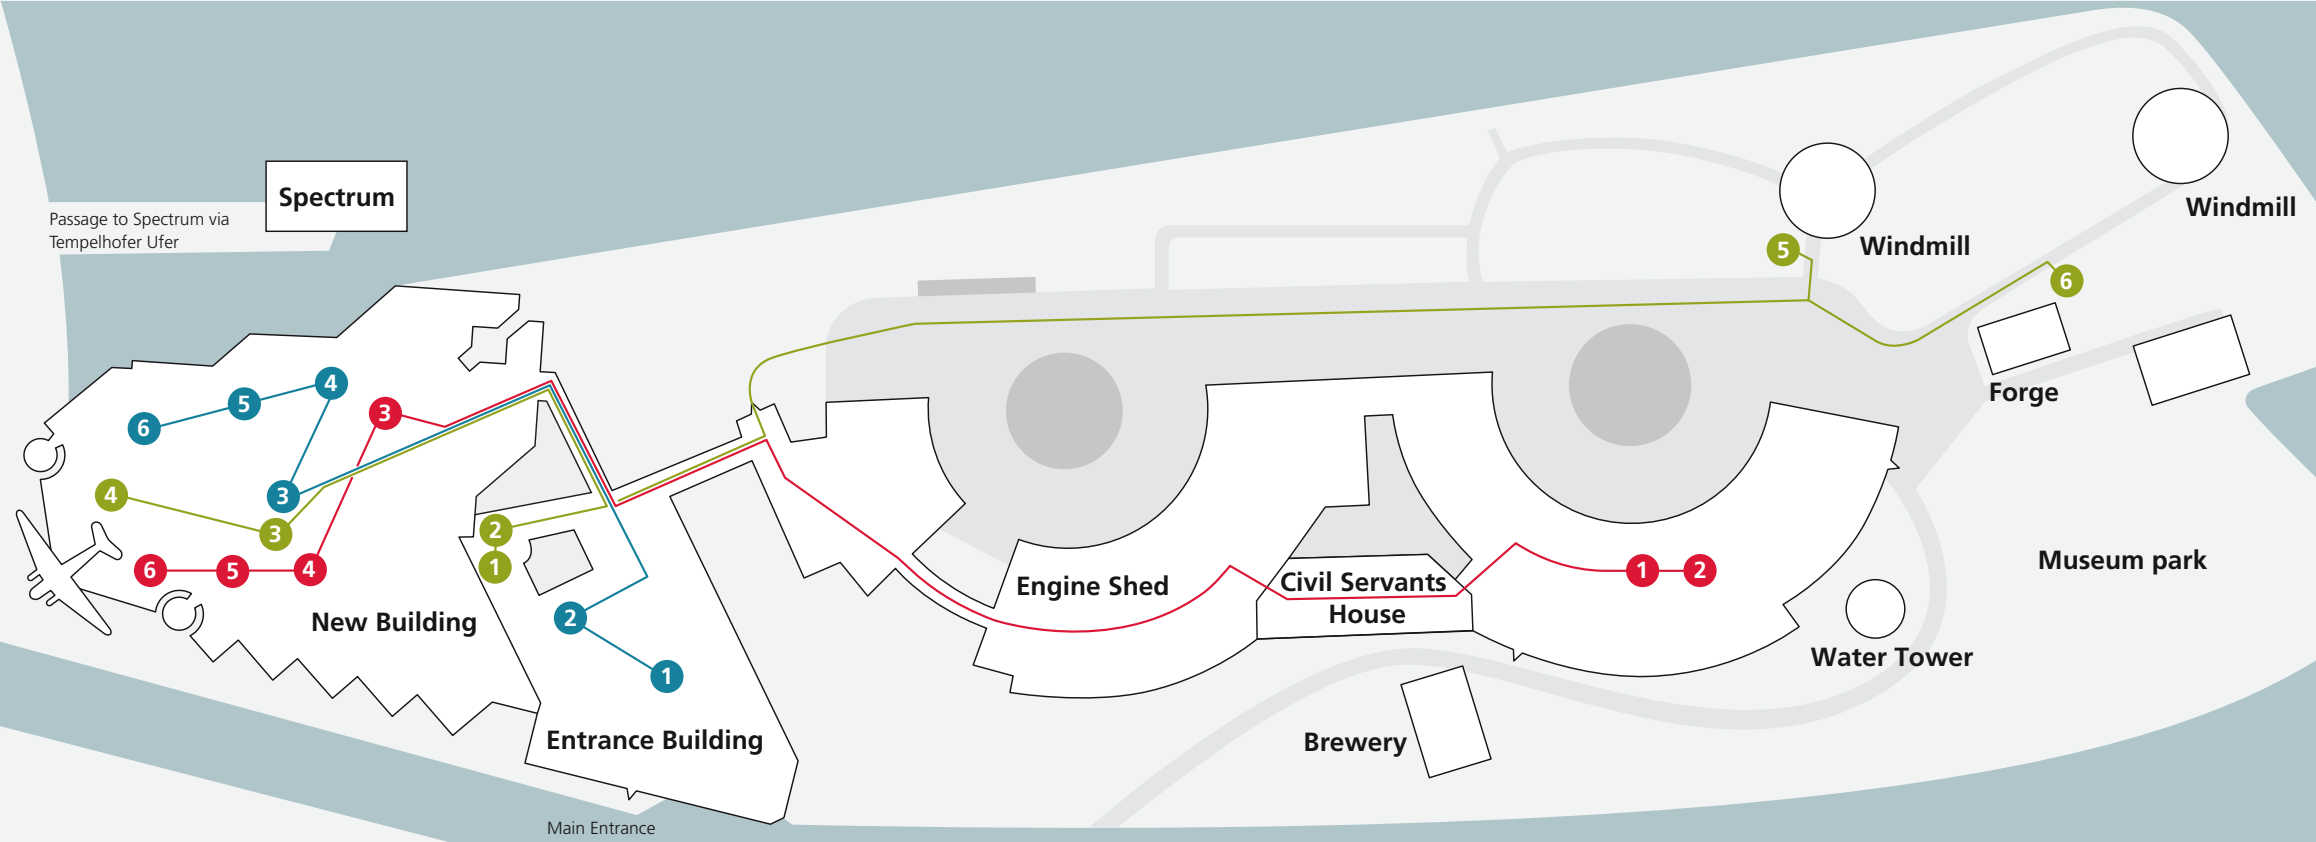 Spectrum
Passage to Spectrum via
Tempelhofer Ufer
Windmill
Windmill
5
6
4
5
6
3
3
4
3
2
1
6
5
4
New Building
2
1
Entrance Building
Main Entrance
Engine Shed
Civil Servants
House
1
2
Forge
Museum park
Water Tower
Brewery